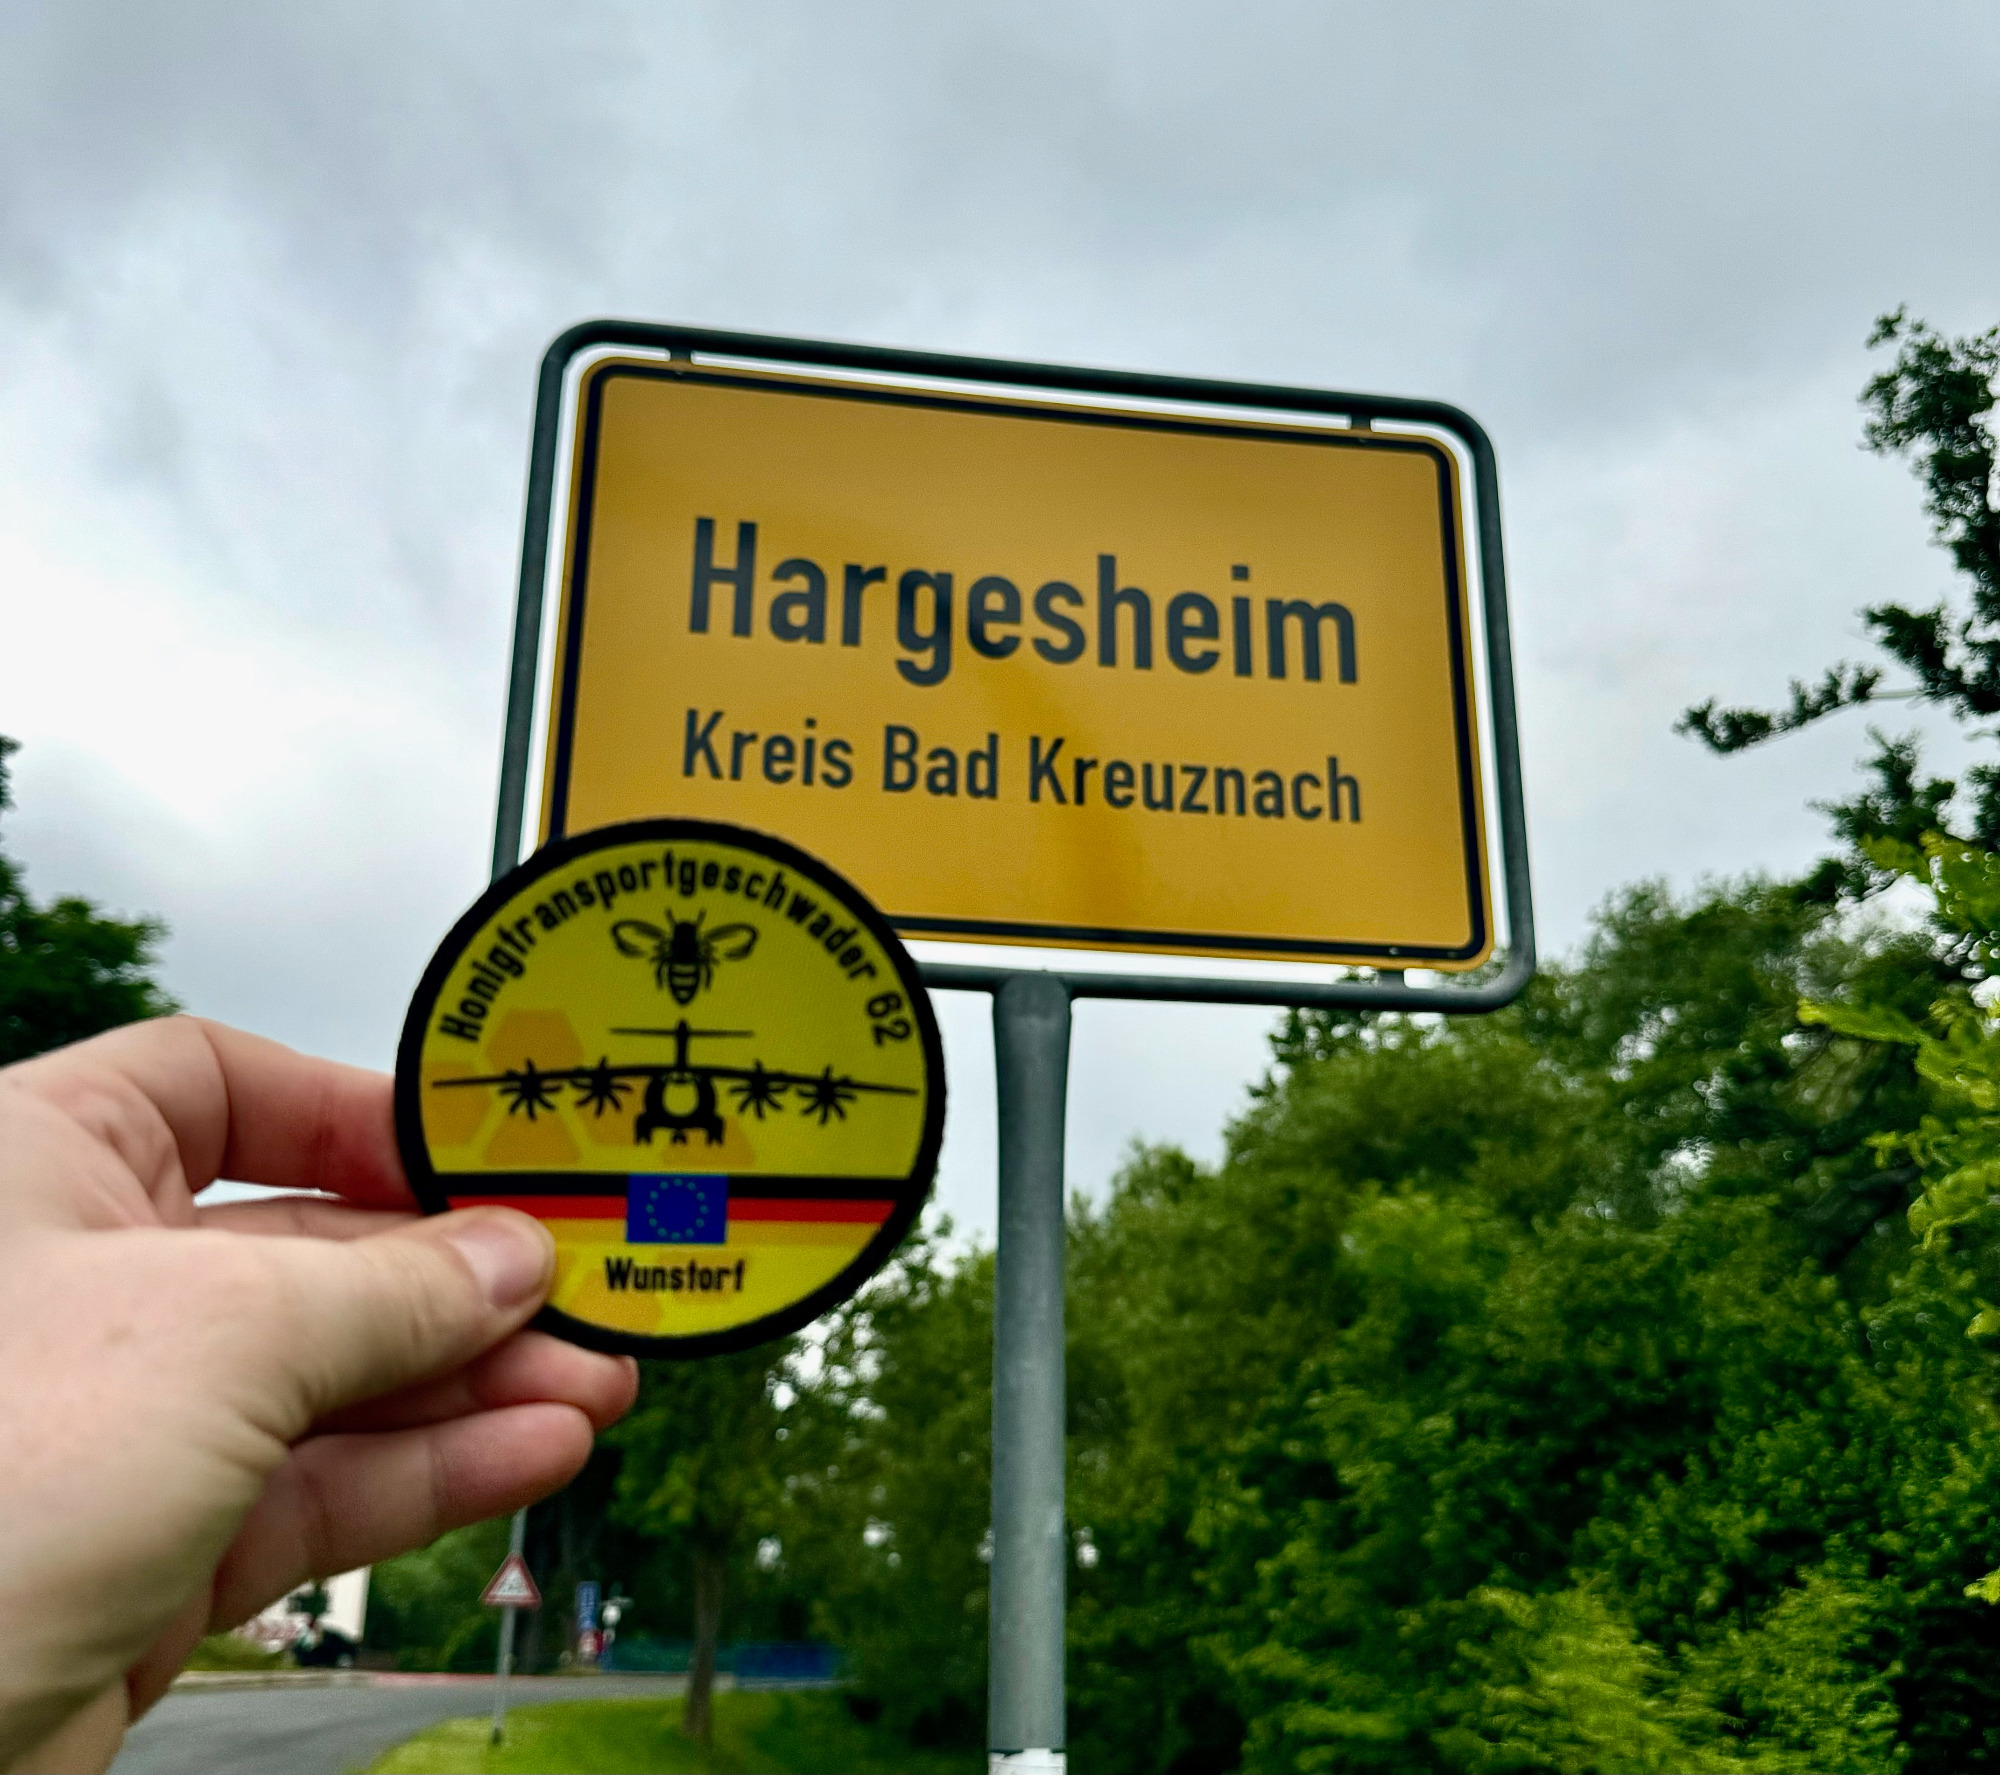 Hargesheim
Kreis Bad Kreuznach
Honigtransportgeschwader 62
Wunstorf